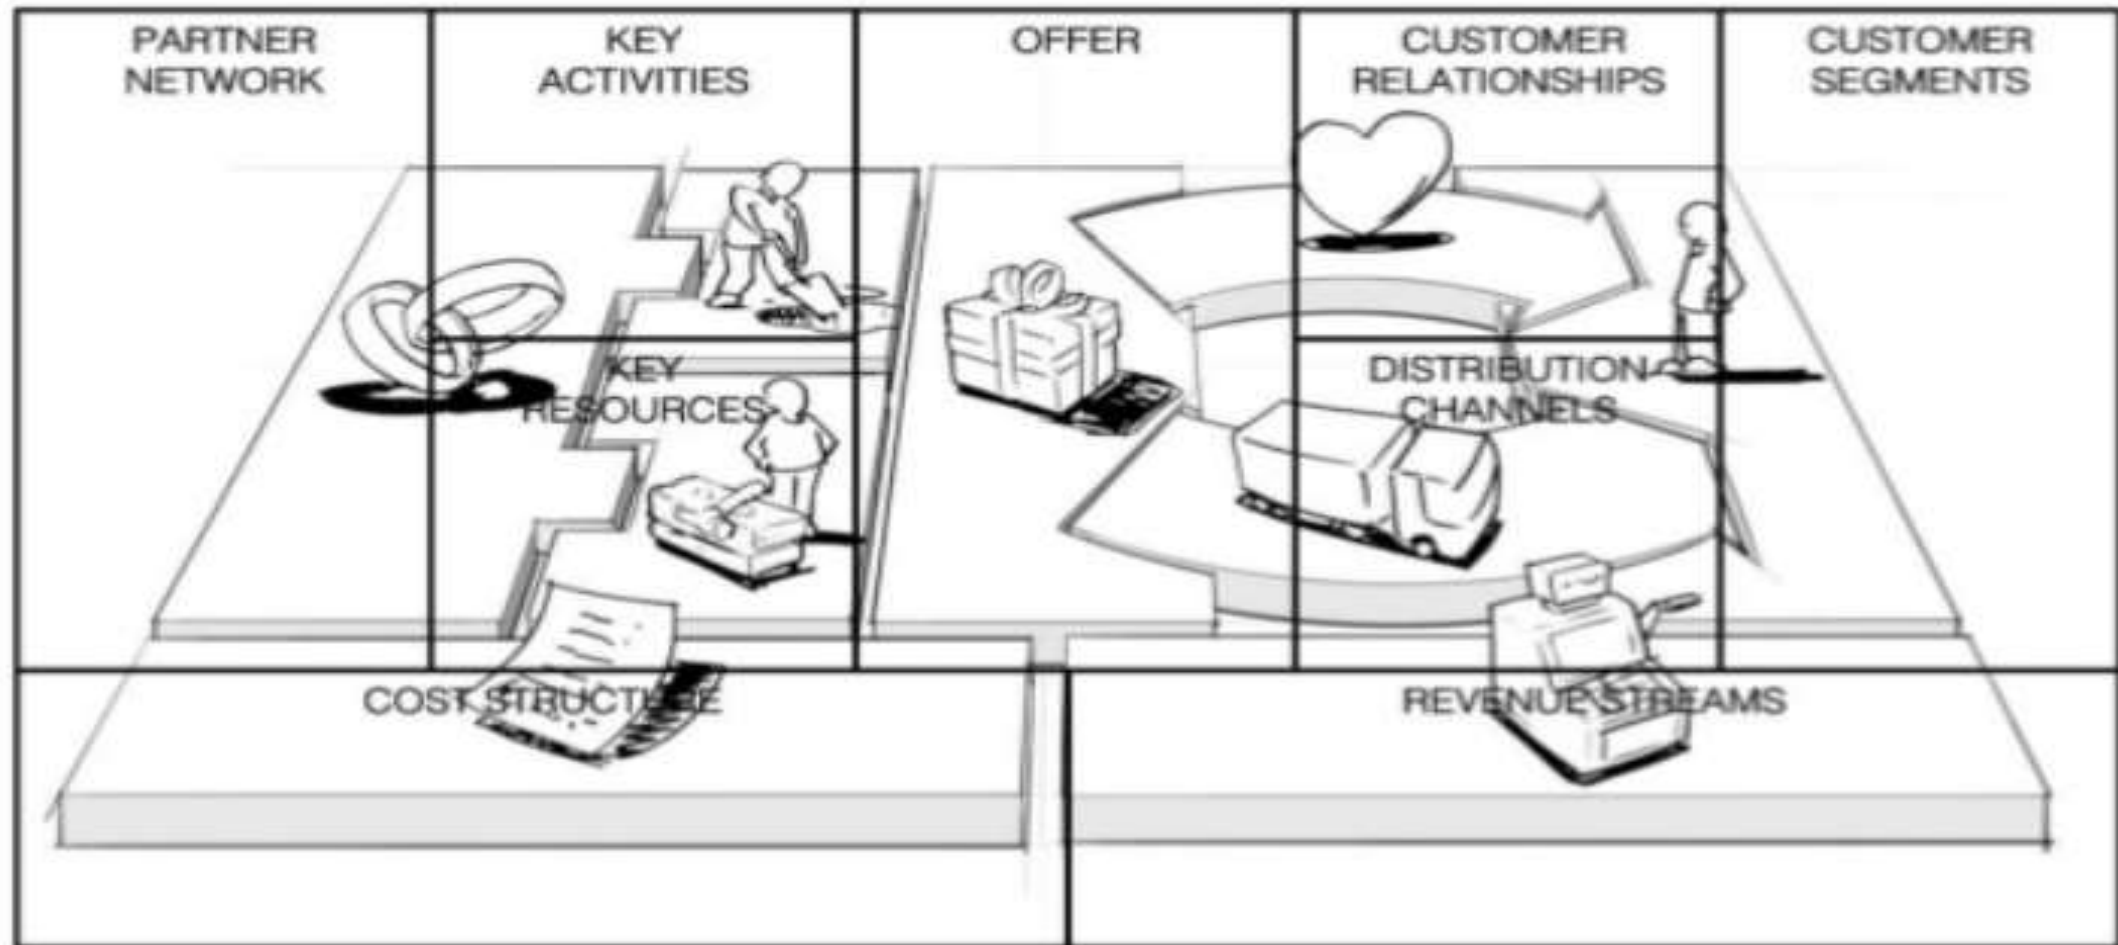 PARTNER
NETWORK
KEY
ACTIVITIES
OFFER
CUSTOMER
RELATIONSHIPS
CUSTOMER
SEGMENTS
KEY
RESOURCES
DISTRIBUTION
CHANNELS
COST STRUCTURE
REVENUE STREAMS